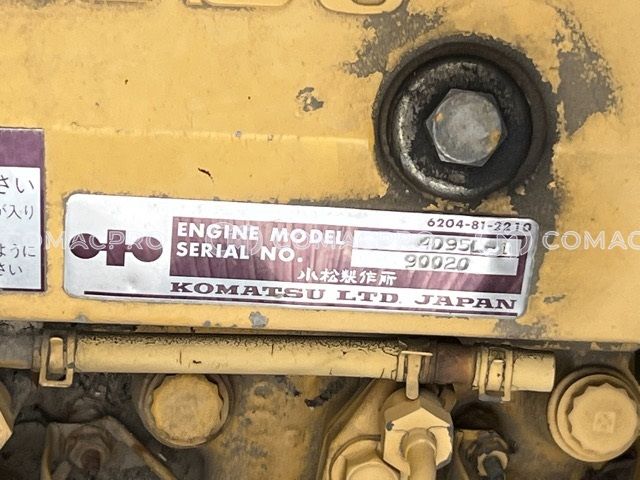 さい
が入り
ように
さい
6204-81-2210
ENGINE MODEL 4D95L-1
SERIAL NO. 90020
小松製作所
KOMATSU LTD. JAPAN